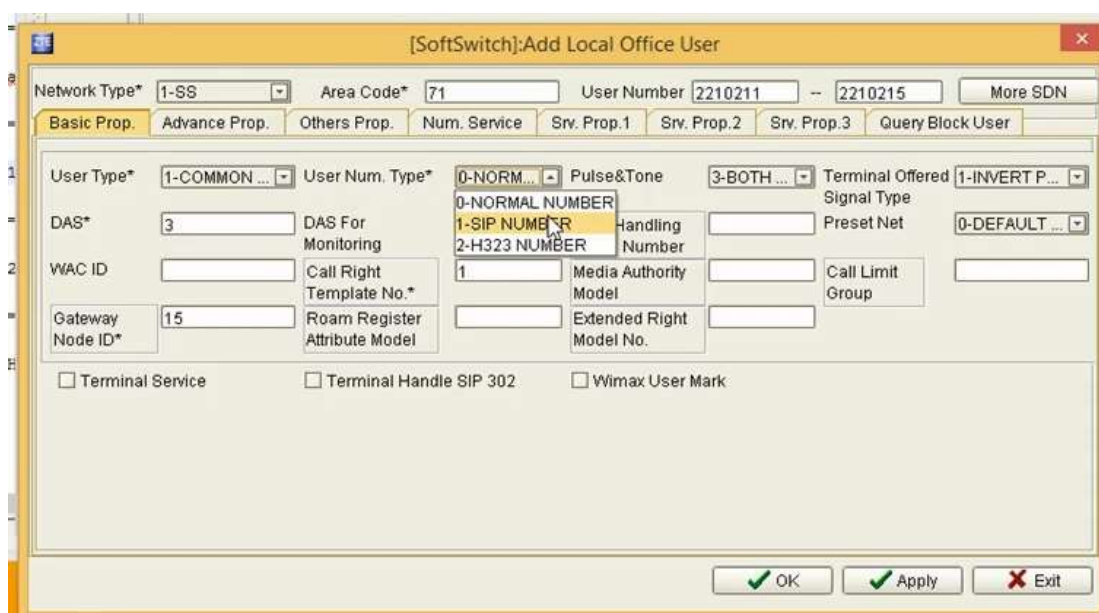 ZTE
[SoftSwitch]:Add Local Office User
Network Type* 1-SS Area Code* 71 User Number 2210211 -- 2210215 More SDN
Basic Prop. Advance Prop. Others Prop. Num. Service Srv. Prop.1 Srv. Prop.2 Srv. Prop.3 Query Block User
User Type* 1-COMMON ... User Num. Type* 0-NORM... Pulse&Tone 3-BOTH ... Terminal Offered Signal Type 1-INVERT P...
0-NORMAL NUMBER
1-SIP NUMBER
2-H323 NUMBER
DAS* 3 DAS For Monitoring Handling Number Preset Net 0-DEFAULT ...
WAC ID Call Right Template No.* 1 Media Authority Model Call Limit Group
Gateway Node ID* 15 Roam Register Attribute Model Extended Right Model No.
Terminal Service Terminal Handle SIP 302 Wimax User Mark
OK Apply Exit